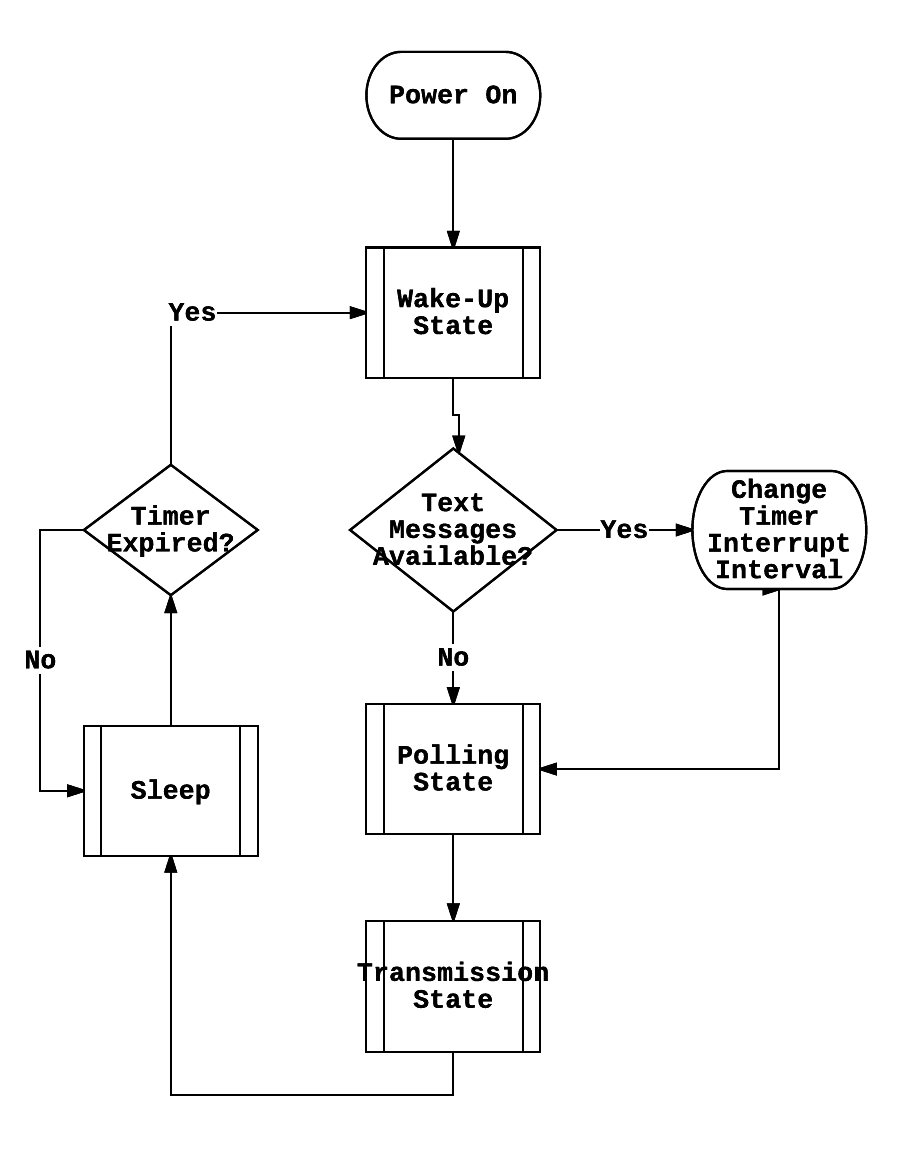 Power On
Wake-Up
State
Yes
Timer
Expired?
Text
Messages
Available?
Yes
Change
Timer
Interrupt
Interval
No
No
Polling
State
Sleep
Transmission
State